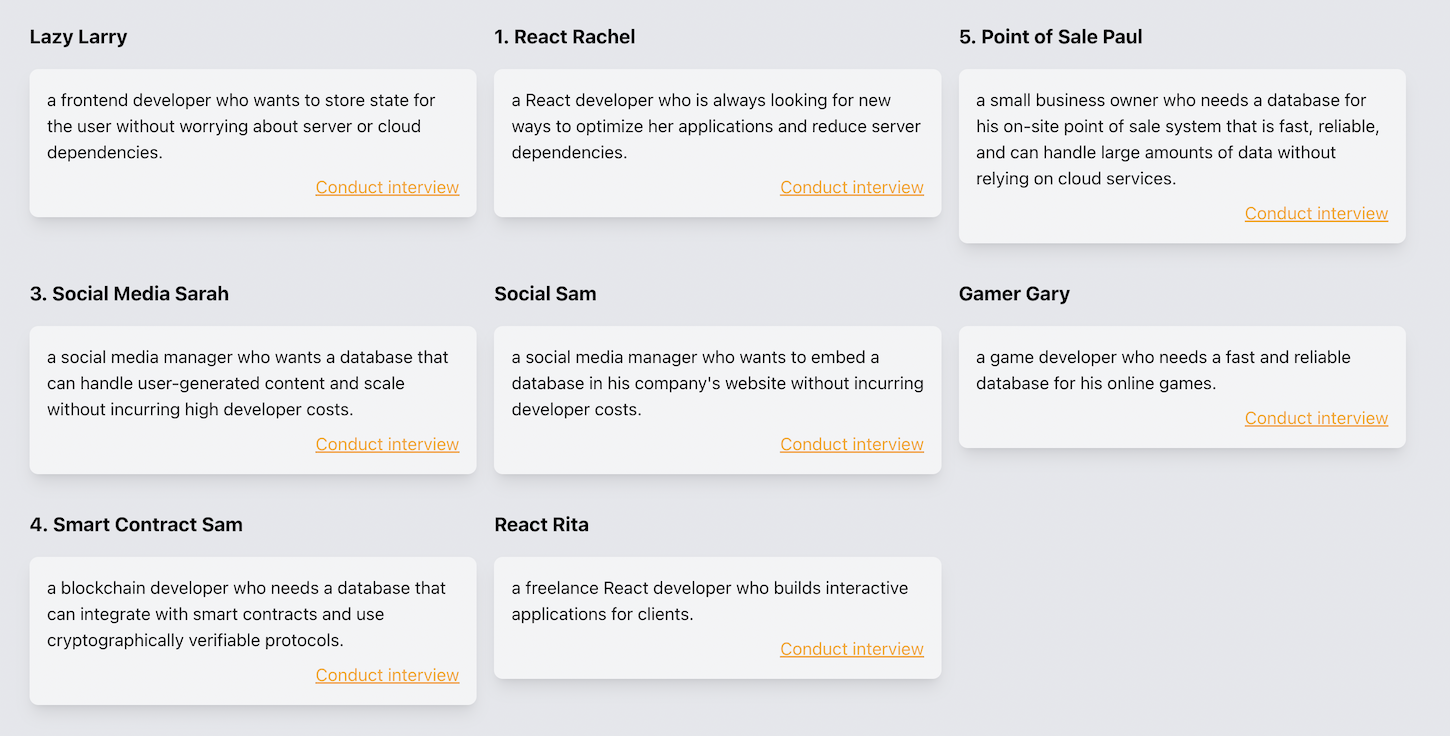 Lazy Larry
a frontend developer who wants to store state for
the user without worrying about server or cloud
dependencies.
Conduct interview
1. React Rachel
a React developer who is always looking for new
ways to optimize her applications and reduce server
dependencies.
Conduct interview
5. Point of Sale Paul
a small business owner who needs a database for
his on-site point of sale system that is fast, reliable,
and can handle large amounts of data without
relying on cloud services.
Conduct interview
3. Social Media Sarah
a social media manager who wants a database that
can handle user-generated content and scale
without incurring high developer costs.
Conduct interview
Social Sam
a social media manager who wants to embed a
database in his company's website without incurring
developer costs.
Conduct interview
Gamer Gary
a game developer who needs a fast and reliable
database for his online games.
Conduct interview
4. Smart Contract Sam
a blockchain developer who needs a database that
can integrate with smart contracts and use
cryptographically verifiable protocols.
Conduct interview
React Rita
a freelance React developer who builds interactive
applications for clients.
Conduct interview